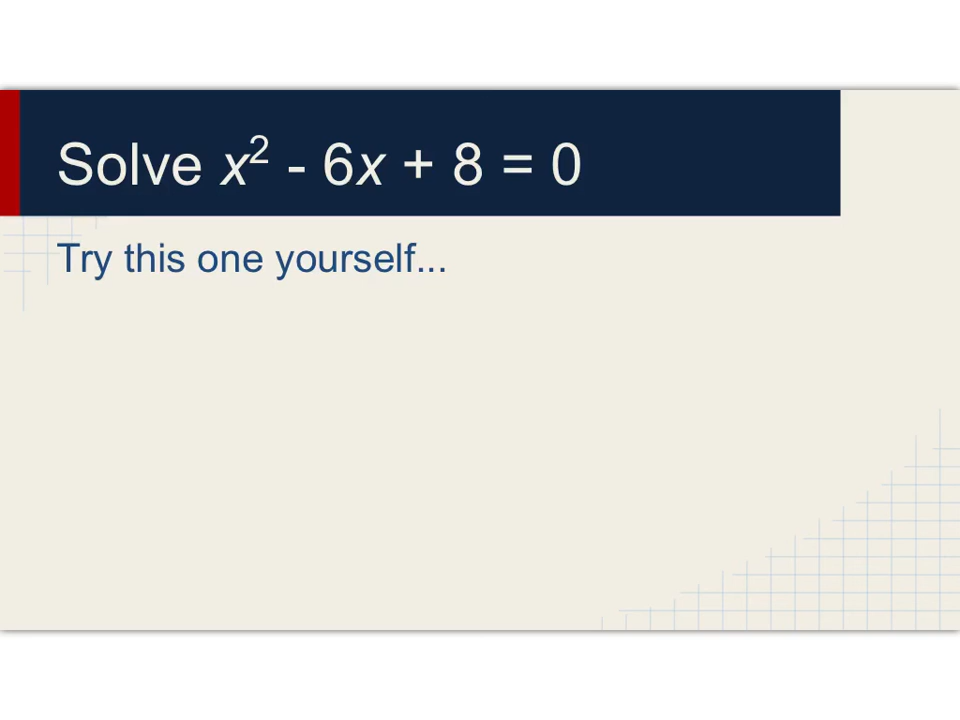 Solve x² - 6x + 8 = 0
Try this one yourself...